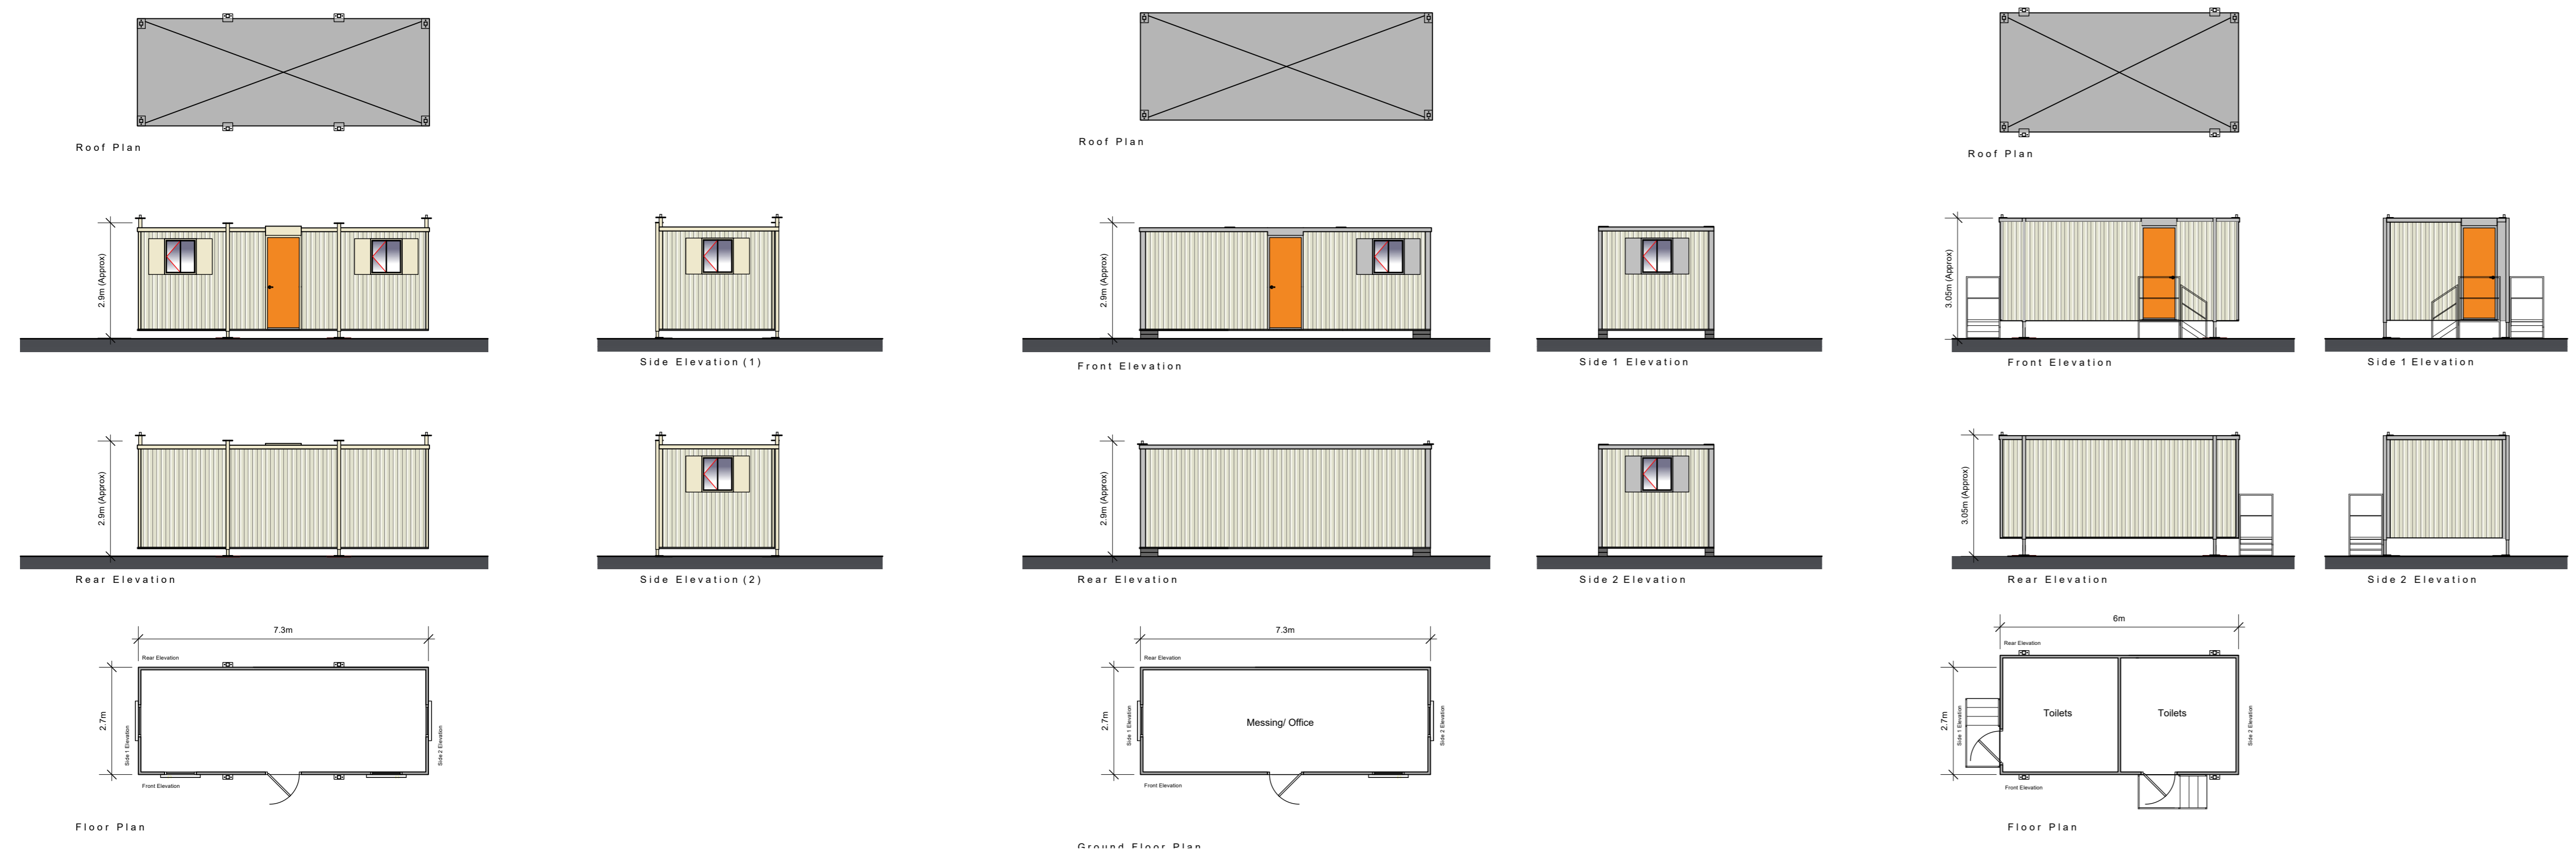 Roof Plan
Roof Plan
Roof Plan
2.9m (Approx)
Side Elevation (1)
2.9m (Approx)
Front Elevation
Side 1 Elevation
3.05m (Approx)
Front Elevation
Side 1 Elevation
2.9m (Approx)
Rear Elevation
Side Elevation (2)
2.9m (Approx)
Rear Elevation
Side 2 Elevation
3.05m (Approx)
Rear Elevation
Side 2 Elevation
7.3m
Rear Elevation
2.7m
Side 1 Elevation
Side 2 Elevation
Front Elevation
Floor Plan
7.3m
Rear Elevation
2.7m
Side 1 Elevation
Messing/ Office
Side 2 Elevation
Front Elevation
Ground Floor Plan
6m
Rear Elevation
2.7m
Side 1 Elevation
Toilets
Toilets
Side 2 Elevation
Front Elevation
Floor Plan